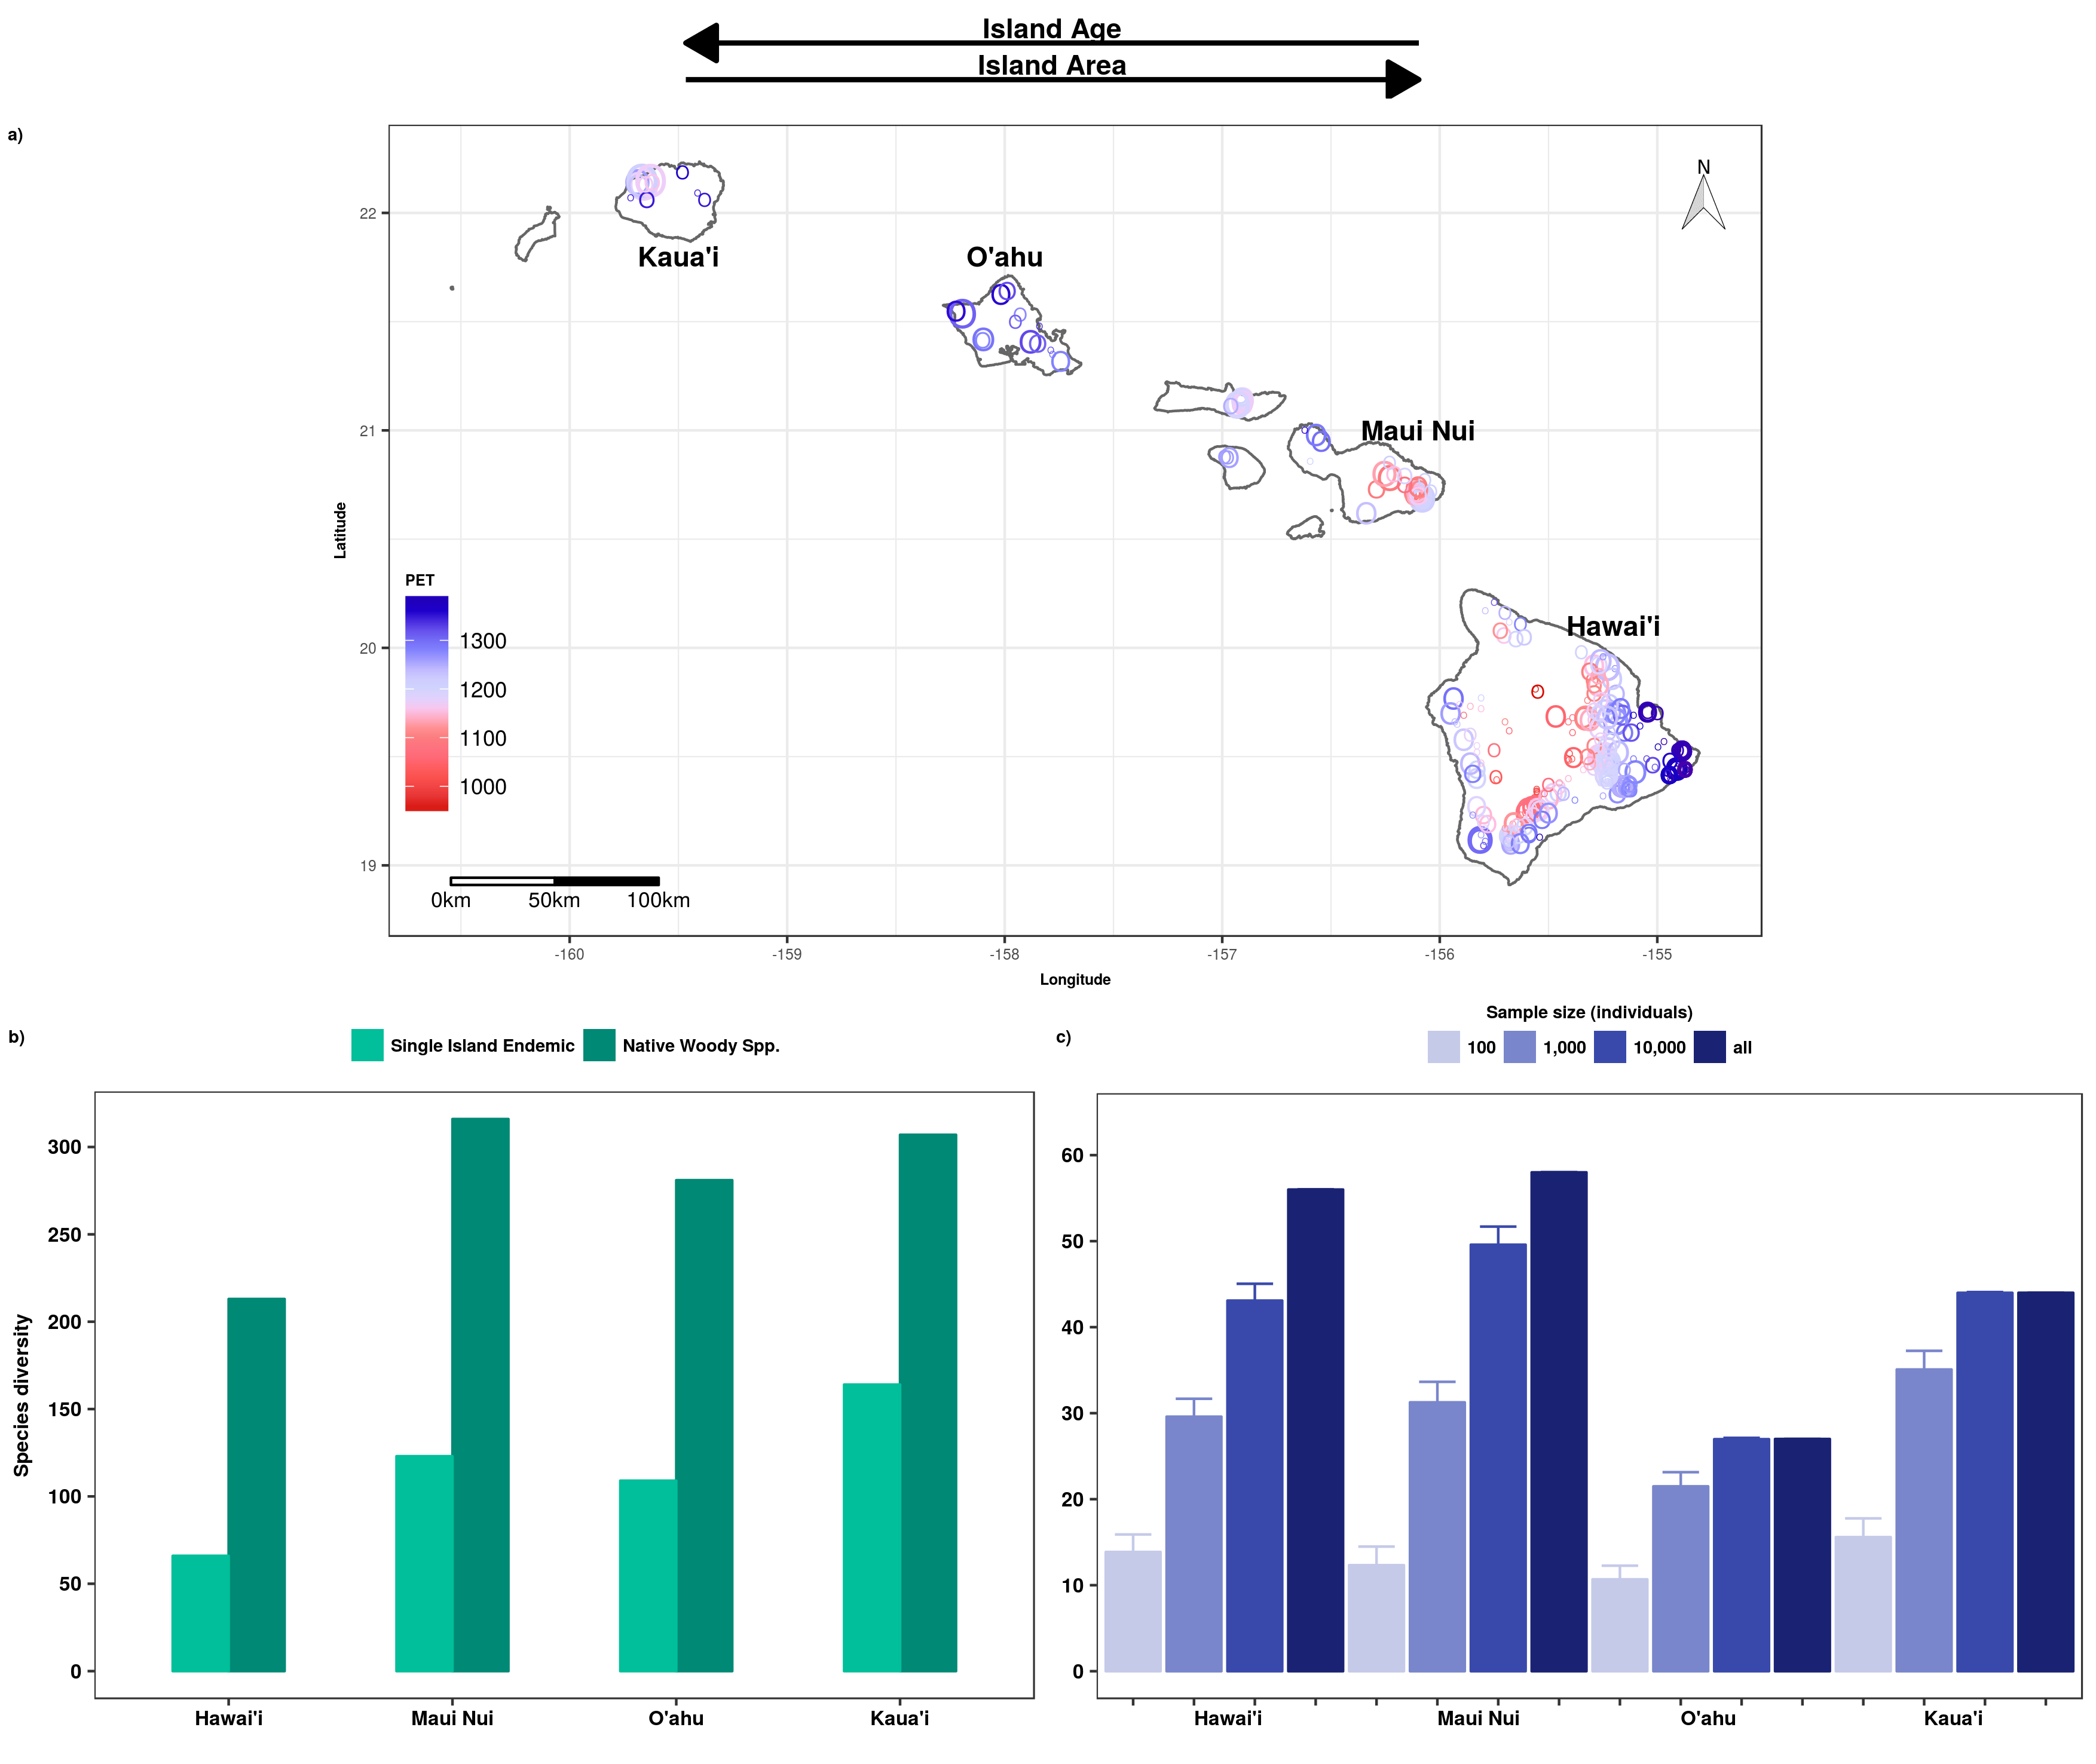 Island Age
Island Area
a)
N
Kaua'i
O'ahu
Maui Nui
Hawai'i
22
21
20
19
Latitude
PET
1300
1200
1100
1000
0km 50km 100km
-160 -159 -158 -157 -156 -155
Longitude
b)
Single Island Endemic Native Woody Spp.
300
250
200
150
100
50
0
Species diversity
Hawai'i Maui Nui O'ahu Kaua'i
c)
Sample size (individuals)
100 1,000 10,000 all
60
50
40
30
20
10
0
Hawai'i Maui Nui O'ahu Kaua'i